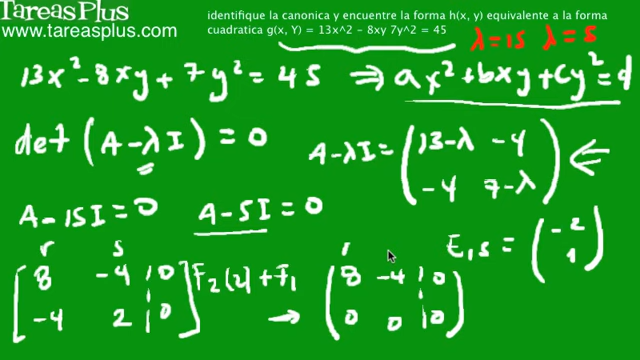 TareasPlus
www.tareasplus.com
identifique la canonica y encuentre la forma h(x, y) equivalente a la forma
cuadratica g(x, Y) = 13x^2 - 8xy 7y^2 = 45
λ=15 λ=5
13x² - 8xy + 7y² = 45 ⇒ ax² + bxy + cy² = d
det (A - λI) = 0
A - λI = (13-λ -4
-4 7-λ) ⇐
A - 15I = 0 A - 5I = 0
E15 = (-2
1)
r s
[8 -4 | 0
-4 2 | 0] F2(2) + F1 →
r
(8 -4 | 0
0 0 | 0)